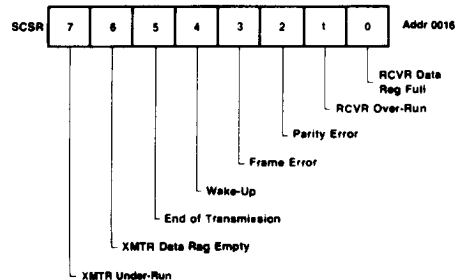 SCSR 7 6 5 4 3 2 1 0 Addr 0016
RCVR Data
Reg Full
RCVR Over-Run
Parity Error
Frame Error
Wake-Up
End of Transmission
XMTR Data Reg Empty
XMTR Under-Run